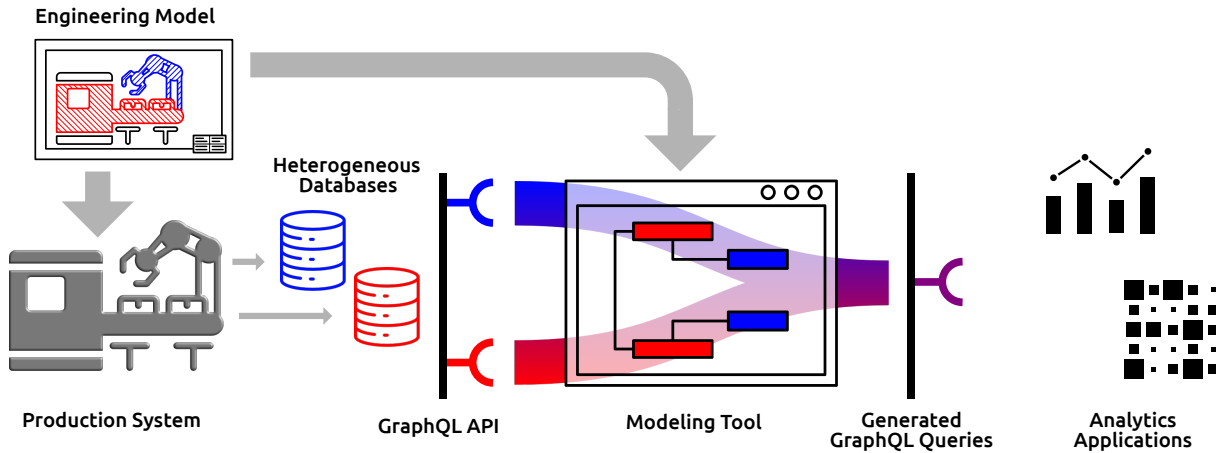 Engineering Model
Heterogeneous
Databases
Production System
GraphQL API
Modeling Tool
Generated
GraphQL Queries
Analytics
Applications